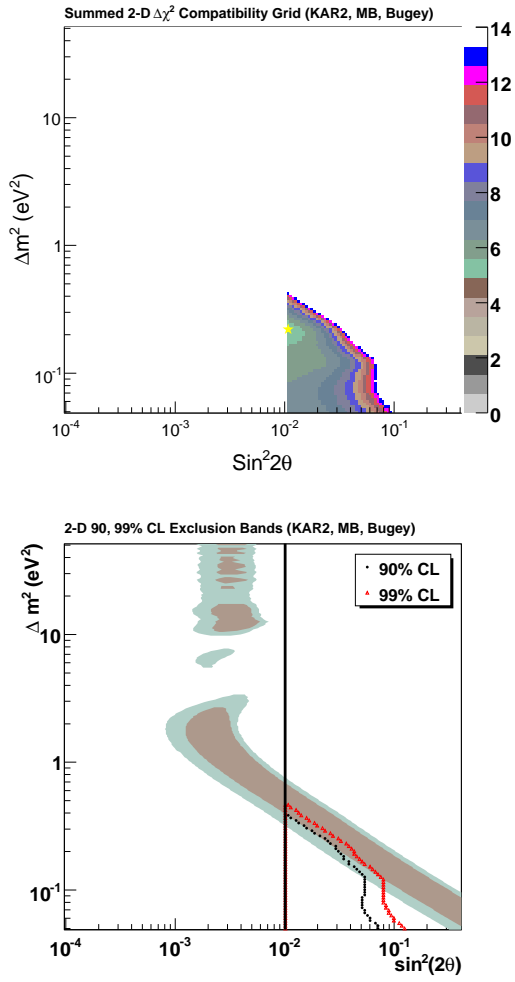 Summed 2-D Δχ² Compatibility Grid (KAR2, MB, Bugey)
Δm² (eV²)
10
1
10⁻¹
10⁻⁴ 10⁻³ 10⁻² 10⁻¹
Sin²2θ
14
12
10
8
6
4
2
0
2-D 90, 99% CL Exclusion Bands (KAR2, MB, Bugey)
Δ m² (eV²)
90% CL
99% CL
10
1
10⁻¹
10⁻⁴ 10⁻³ 10⁻² 10⁻¹
sin²(2θ)